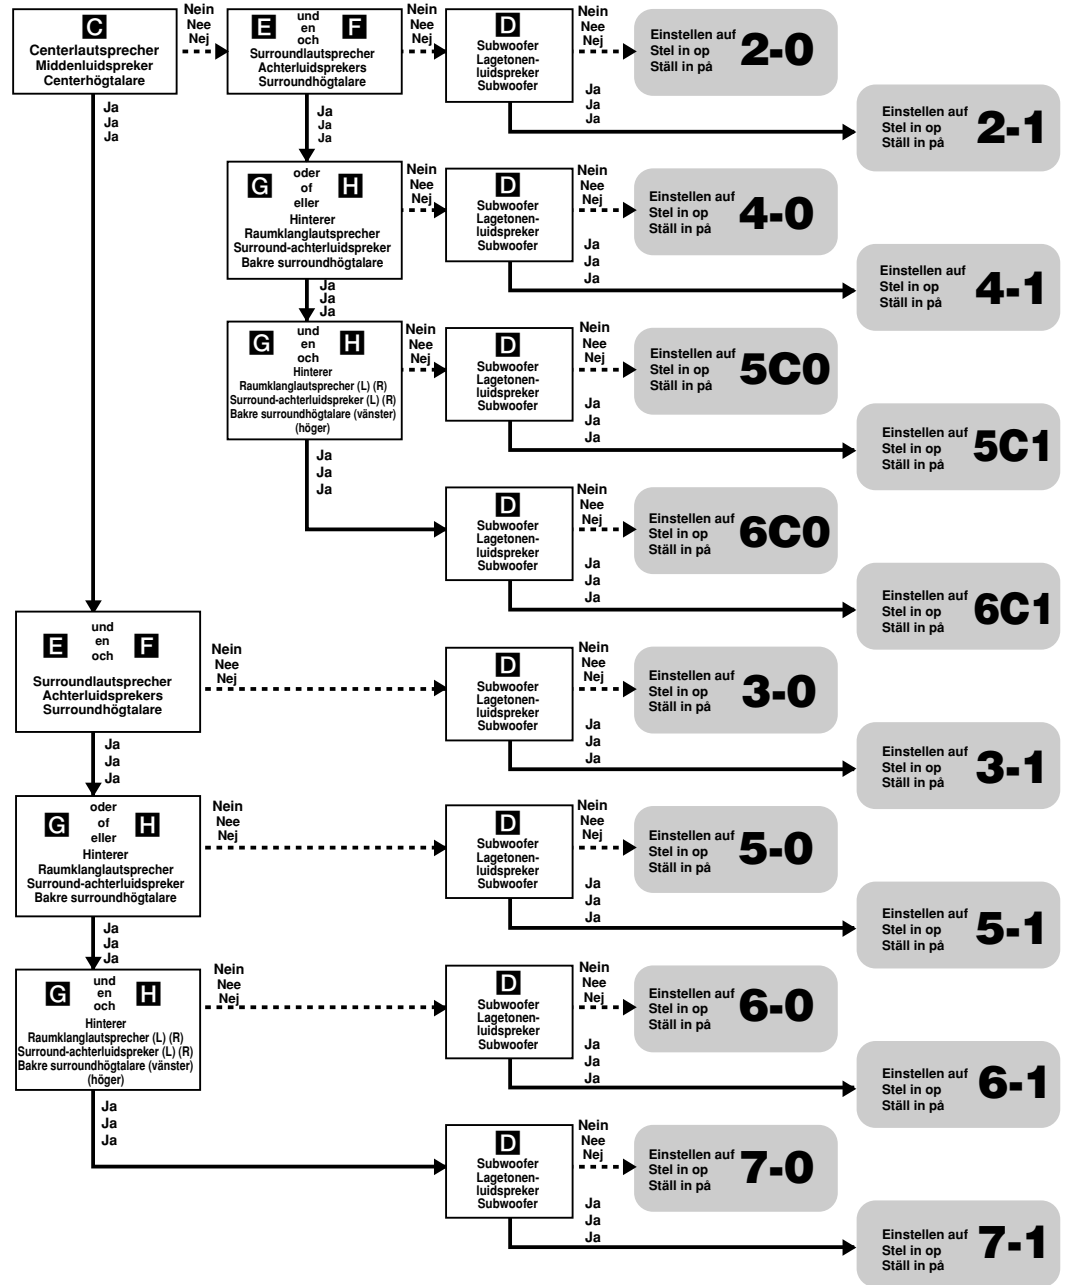 C
Centerlautsprecher
Middenluidspreker
Centerhögtalare
Nein
Nee
Nej
E und F
en
och
Surroundlautsprecher
Achterluidsprekers
Surroundhögtalare
Nein
Nee
Nej
D
Subwoofer
Lagetonen-
luidspreker
Subwoofer
Nein
Nee
Nej
Einstellen auf
Stel in op
Ställ in på
2-0
Ja
Ja
Ja
Einstellen auf
Stel in op
Ställ in på
2-1
Ja
Ja
Ja
Ja
Ja
Ja
G oder H
of
eller
Hinterer
Raumklanglautsprecher
Surround-achterluidspreker
Bakre surroundhögtalare
Nein
Nee
Nej
D
Subwoofer
Lagetonen-
luidspreker
Subwoofer
Nein
Nee
Nej
Einstellen auf
Stel in op
Ställ in på
4-0
Ja
Ja
Ja
Einstellen auf
Stel in op
Ställ in på
4-1
Ja
Ja
Ja
G und H
en
och
Hinterer
Raumklanglautsprecher (L) (R)
Surround-achterluidspreker (L) (R)
Bakre surroundhögtalare (vänster)
(höger)
Nein
Nee
Nej
D
Subwoofer
Lagetonen-
luidspreker
Subwoofer
Nein
Nee
Nej
Einstellen auf
Stel in op
Ställ in på
5C0
Ja
Ja
Ja
Einstellen auf
Stel in op
Ställ in på
5C1
Ja
Ja
Ja
D
Subwoofer
Lagetonen-
luidspreker
Subwoofer
Nein
Nee
Nej
Einstellen auf
Stel in op
Ställ in på
6C0
Ja
Ja
Ja
Einstellen auf
Stel in op
Ställ in på
6C1
E und F
en
och
Surroundlautsprecher
Achterluidsprekers
Surroundhögtalare
Nein
Nee
Nej
D
Subwoofer
Lagetonen-
luidspreker
Subwoofer
Nein
Nee
Nej
Einstellen auf
Stel in op
Ställ in på
3-0
Ja
Ja
Ja
Einstellen auf
Stel in op
Ställ in på
3-1
Ja
Ja
Ja
G oder H
of
eller
Hinterer
Raumklanglautsprecher
Surround-achterluidspreker
Bakre surroundhögtalare
Nein
Nee
Nej
D
Subwoofer
Lagetonen-
luidspreker
Subwoofer
Nein
Nee
Nej
Einstellen auf
Stel in op
Ställ in på
5-0
Ja
Ja
Ja
Einstellen auf
Stel in op
Ställ in på
5-1
Ja
Ja
Ja
G und H
en
och
Hinterer
Raumklanglautsprecher (L) (R)
Surround-achterluidspreker (L) (R)
Bakre surroundhögtalare (vänster)
(höger)
Nein
Nee
Nej
D
Subwoofer
Lagetonen-
luidspreker
Subwoofer
Nein
Nee
Nej
Einstellen auf
Stel in op
Ställ in på
6-0
Ja
Ja
Ja
Einstellen auf
Stel in op
Ställ in på
6-1
Ja
Ja
Ja
D
Subwoofer
Lagetonen-
luidspreker
Subwoofer
Nein
Nee
Nej
Einstellen auf
Stel in op
Ställ in på
7-0
Ja
Ja
Ja
Einstellen auf
Stel in op
Ställ in på
7-1